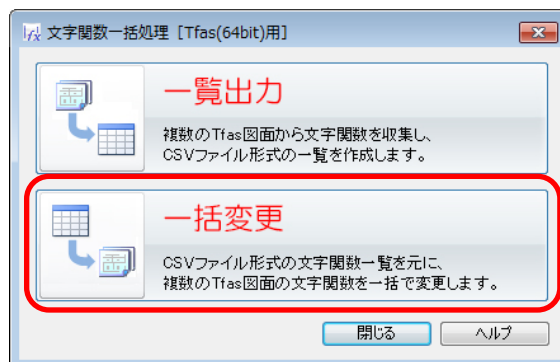 文字関数一括処理 [Tfas(64bit)用]
一覧出力
複数のTfas図面から文字関数を収集し、
CSVファイル形式の一覧を作成します。
一括変更
CSVファイル形式の文字関数一覧を元に、
複数のTfas図面の文字関数を一括で変更します。
閉じる ヘルプ